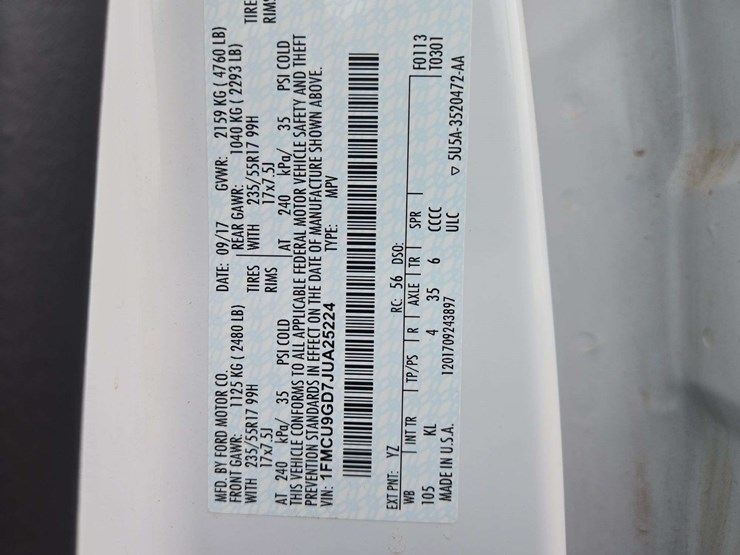 MFD. BY FORD MOTOR CO. DATE: 09/17 GVWR: 2159 KG ( 4760 LB)
FRONT GAWR: 1125 KG ( 2480 LB) REAR GAWR: 1040 KG ( 2293 LB)
WITH 235/55R17 99H TIRES WITH 235/55R17 99H TIRE
17x7.5J RIMS 17x7.5J RIMS
AT 240 kPa/ 35 PSI COLD AT 240 kPa/ 35 PSI COLD
THIS VEHICLE CONFORMS TO ALL APPLICABLE FEDERAL MOTOR VEHICLE SAFETY AND THEFT
PREVENTION STANDARDS IN EFFECT ON THE DATE OF MANUFACTURE SHOWN ABOVE.
VIN: 1FMCU9GD7JUA25224 TYPE: MPV
EXT PNT: YZ RC: 56 DSO: F0113
WB INT TR TP/PS R AXLE TR SPR T0301
105 KL 4 35 6 CCCC
MADE IN U.S.A. 1201709243897 ULC ▽ 5U5A-3520472-AA